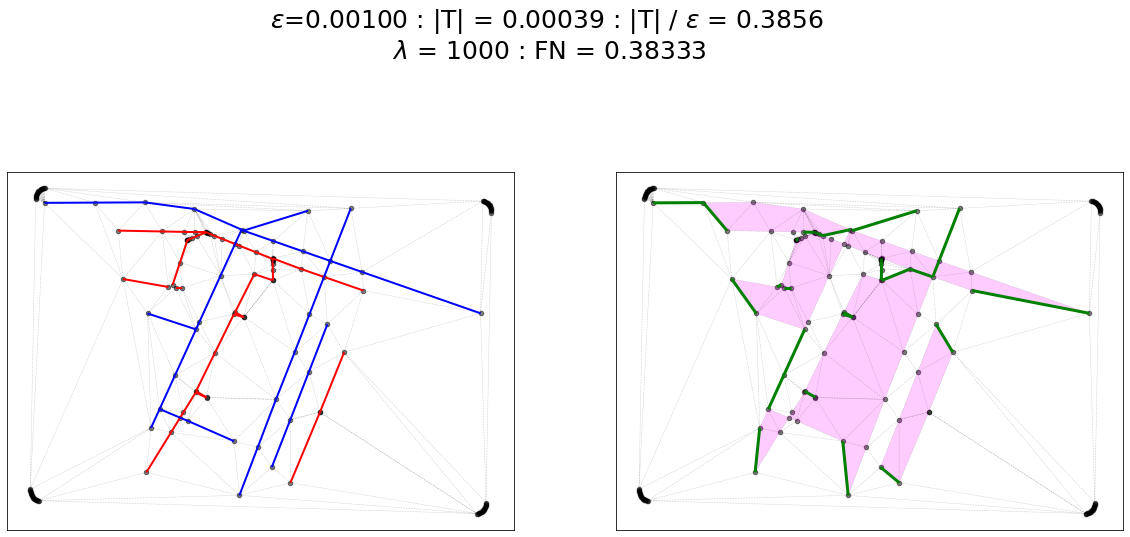 ε=0.00100 : |T| = 0.00039 : |T| / ε = 0.3856
λ = 1000 : FN = 0.38333